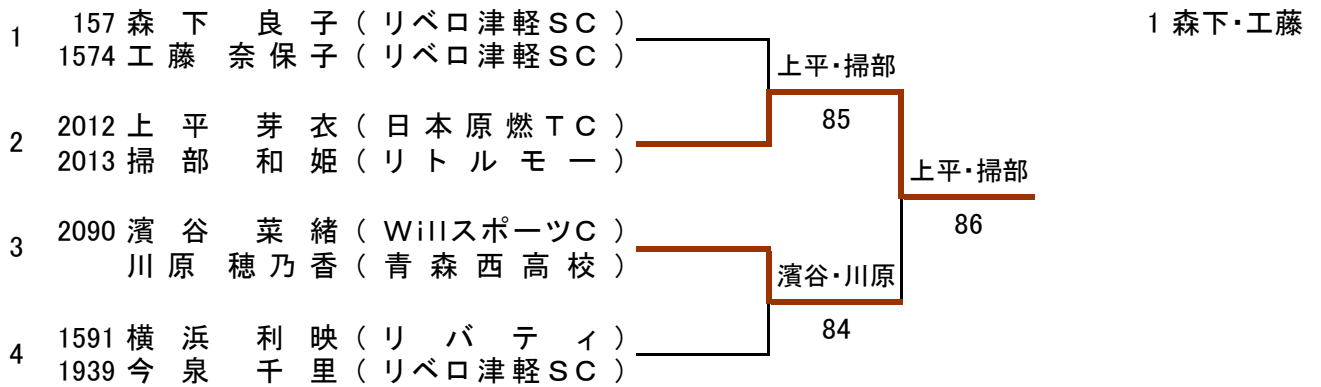 1
157 森下 良子 ( リベロ津軽SC )
1574 工藤 奈保子 ( リベロ津軽SC )
2
2012 上平 芽衣 ( 日本原燃TC )
2013 掃部 和姫 ( リトルモー )
3
2090 濱谷 菜緒 ( WillスポーツC )
川原 穂乃香 ( 青森西高校 )
4
1591 横浜 利映 ( リバティ )
1939 今泉 千里 ( リベロ津軽SC )
上平・掃部
85
濱谷・川原
84
上平・掃部
86
1 森下・工藤